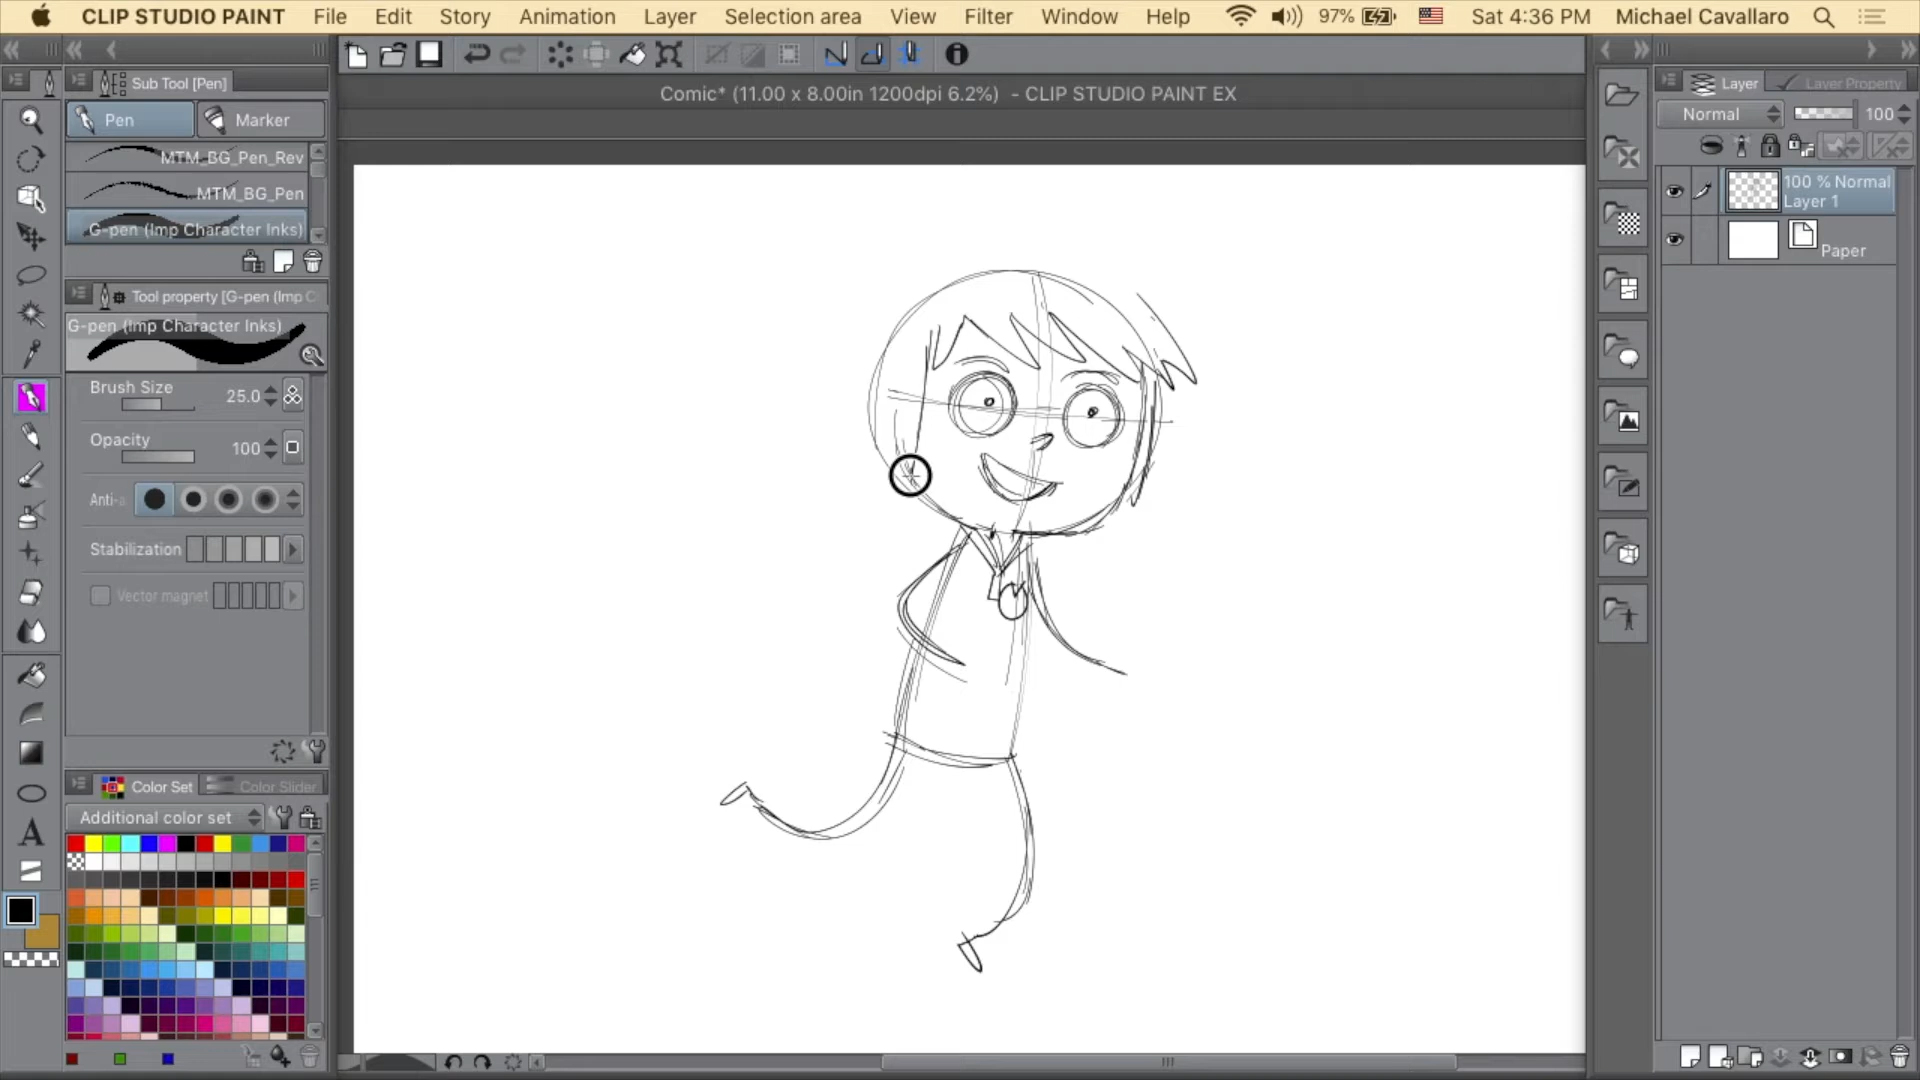 CLIP STUDIO PAINT File Edit Story Animation Layer Selection area View Filter Window Help 97% Sat 4:36 PM Michael Cavallaro
Sub Tool [Pen]
Pen Marker
MTM_BG_Pen_Rev
MTM_BG_Pen
G-pen (Imp Character Inks)
Tool property [G-pen (Imp C
G-pen (Imp Character Inks)
Brush Size 25.0
Opacity 100
Anti-a
Stabilization
Vector magnet
Color Set Color Slider
Additional color set
A
Comic* (11.00 x 8.00in 1200dpi 6.2%) - CLIP STUDIO PAINT EX
Layer Layer Property
Normal 100
100 % Normal
Layer 1
Paper